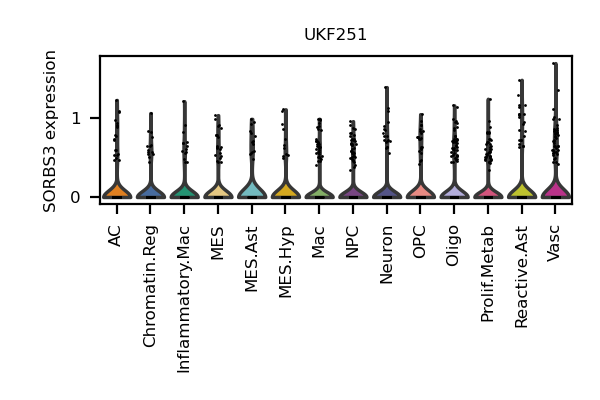 UKF251
SORBS3 expression
1
0
AC
Chromatin.Reg
Inflammatory.Mac
MES
MES.Ast
MES.Hyp
Mac
NPC
Neuron
OPC
Oligo
Prolif.Metab
Reactive.Ast
Vasc